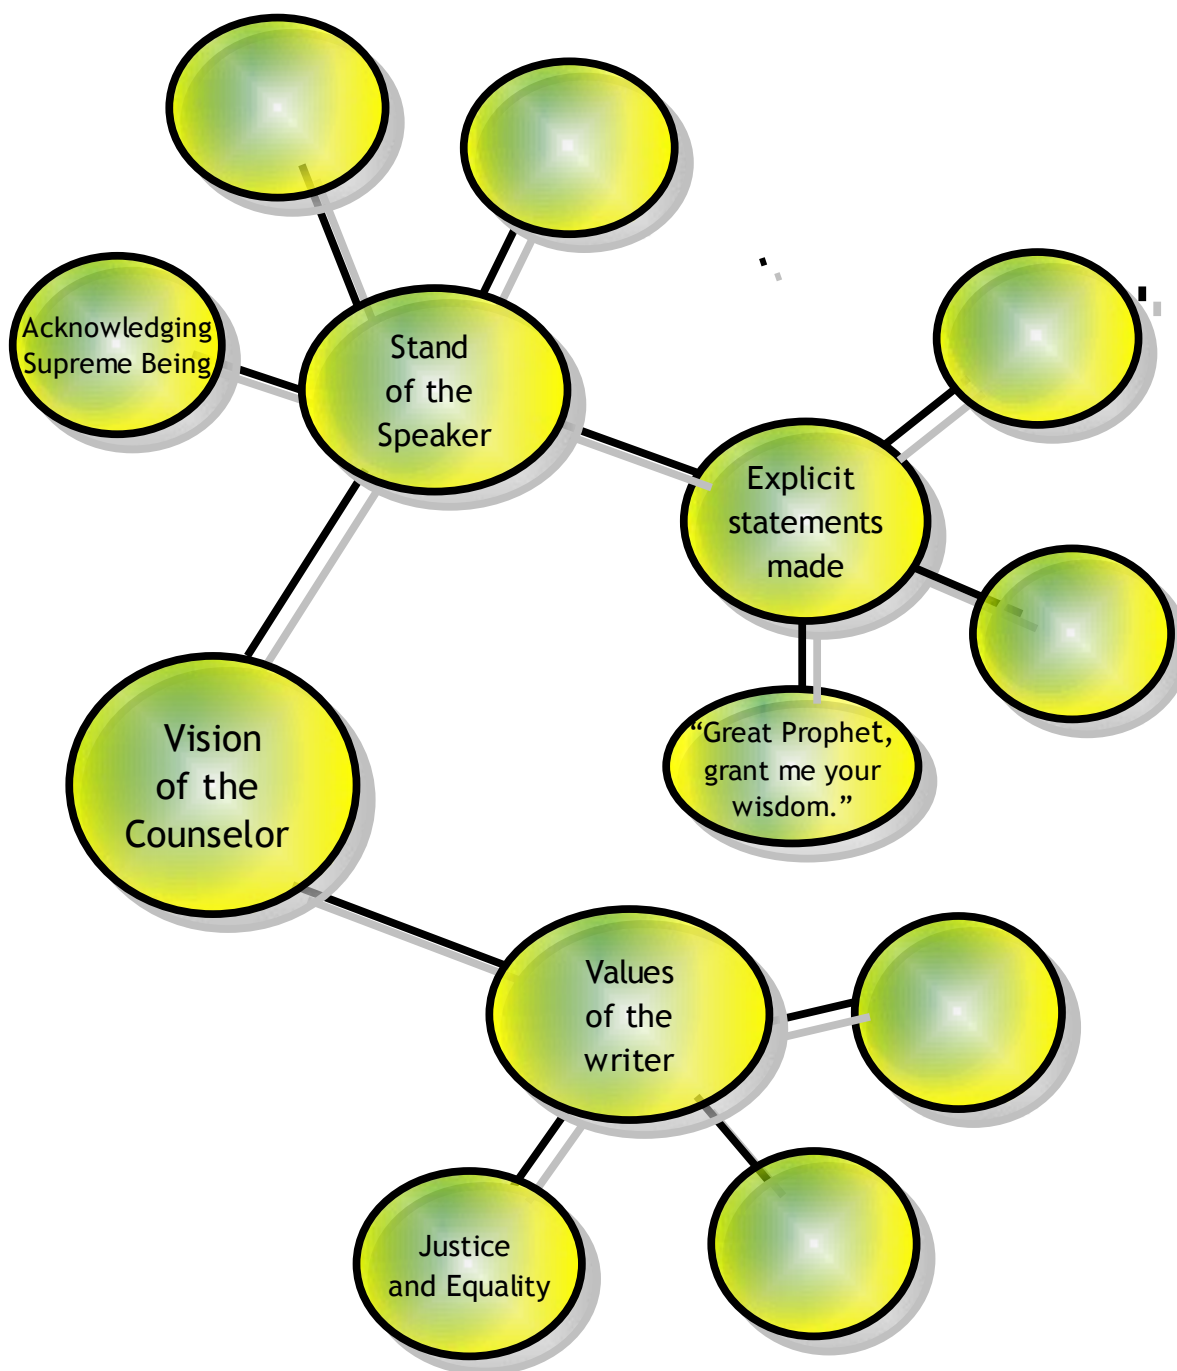 Acknowledging
Supreme Being
Stand
of the
Speaker
Explicit
statements
made
“Great Prophet,
grant me your
wisdom.”
Vision
of the
Counselor
Values
of the
writer
Justice
and Equality